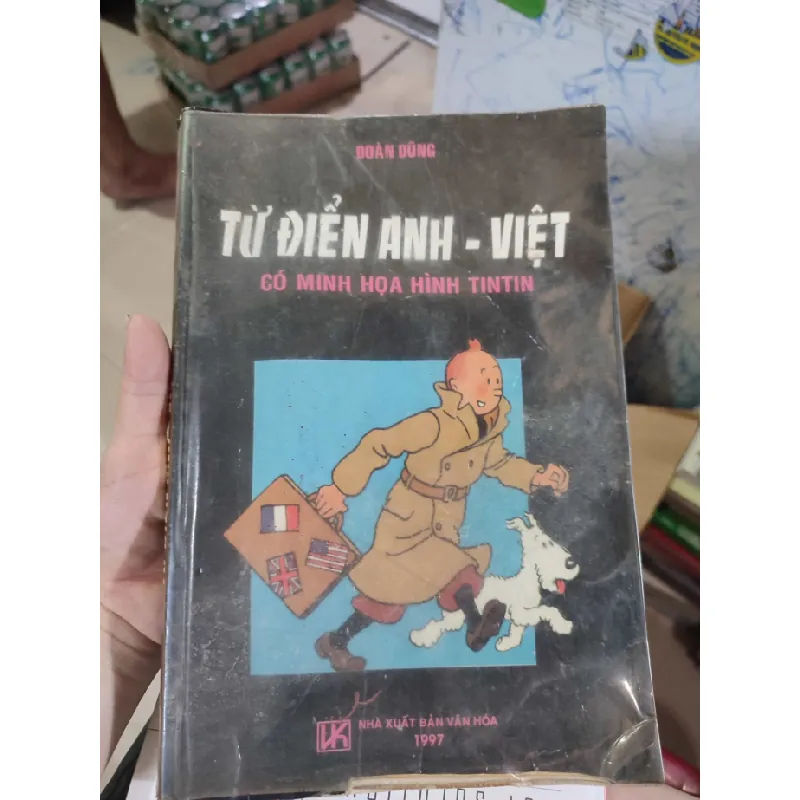 ĐOÀN DŨNG
TỪ ĐIỂN ANH - VIỆT
CÓ MINH HỌA HÌNH TINTIN
NHÀ XUẤT BẢN VĂN HÓA
1997